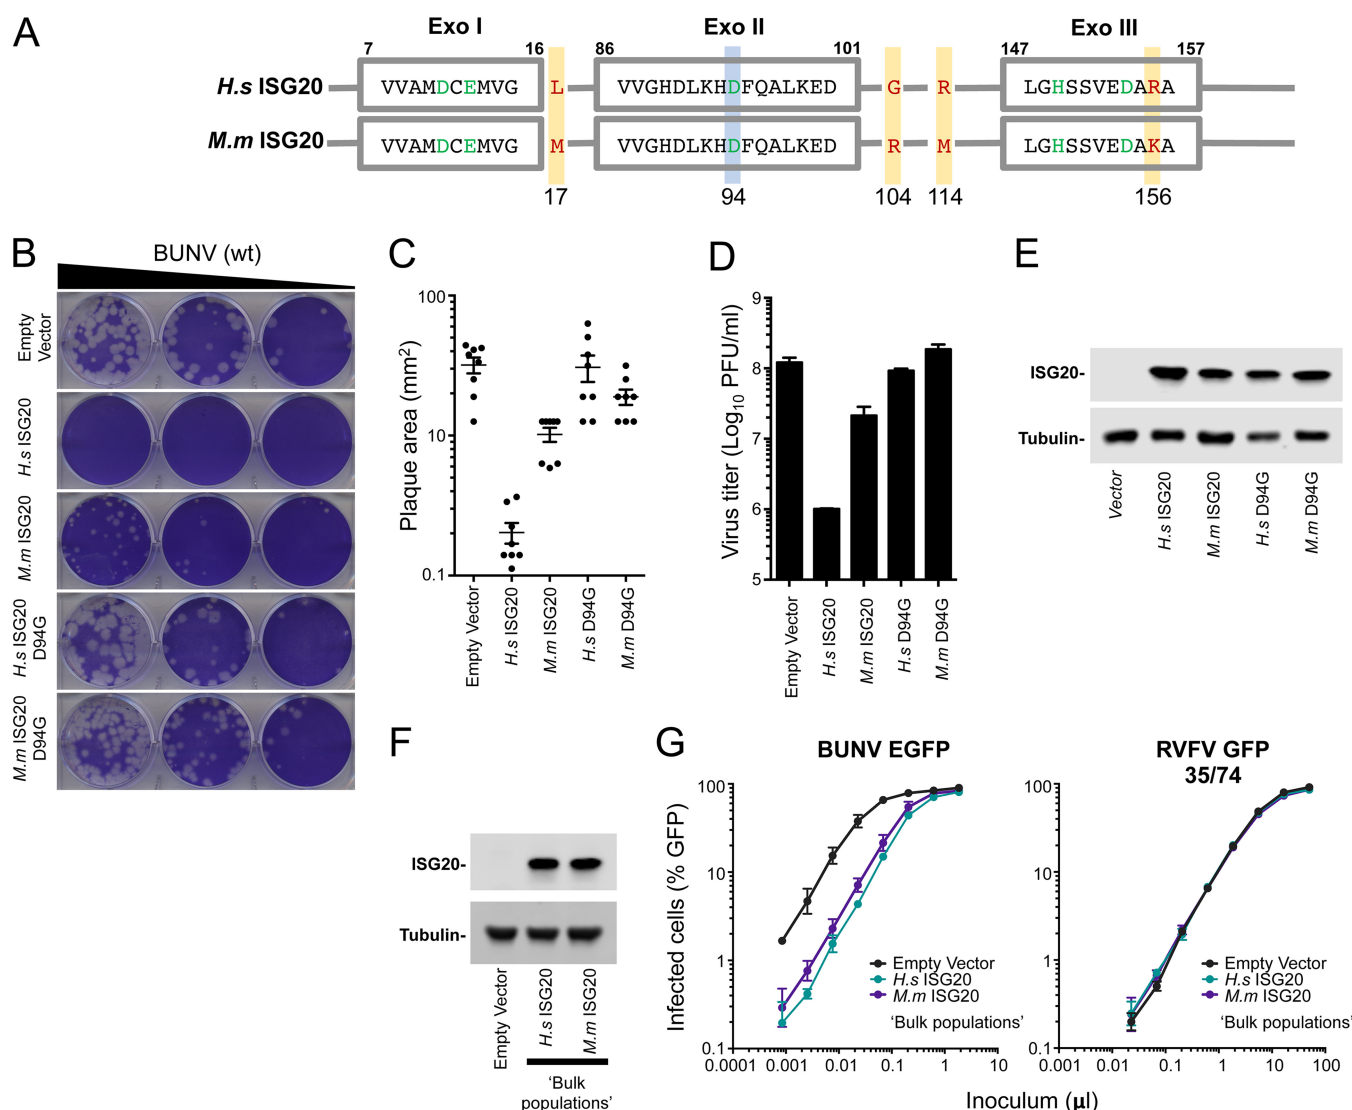 A
Exo I
Exo II
Exo III
7
16
86
101
147
157
H.s ISG20
VVAMDCEMVG
L
VVGHDLKHDFQALKED
G
R
LGHSSVEDARA
M.m ISG20
VVAMDCEMVG
M
VVGHDLKHDFQALKED
R
M
LGHSSVEDAKA
17
94
104
114
156
B
BUNV (wt)
Empty
Vector
H.s ISG20
M.m ISG20
H.s ISG20
D94G
M.m ISG20
D94G
C
Plaque area (mm2)
100
10
0.1
Empty Vector
H.s ISG20
M.m ISG20
H.s D94G
M.m D94G
D
Virus titer (Log10 PFU/ml)
9
8
7
6
5
Empty Vector
H.s ISG20
M.m ISG20
H.s D94G
M.m D94G
E
ISG20-
Tubulin-
Vector
H.s ISG20
M.m ISG20
H.s D94G
M.m D94G
F
ISG20-
Tubulin-
Empty Vector
H.s ISG20
M.m ISG20
‘Bulk
populations’
G
BUNV EGFP
Infected cells (% GFP)
100
10
1
0.1
0.0001
0.001
0.01
0.1
1
10
Empty Vector
H.s ISG20
M.m ISG20
‘Bulk populations’
RVFV GFP
35/74
100
10
1
0.1
0.001
0.01
0.1
1
10
100
Empty Vector
H.s ISG20
M.m ISG20
‘Bulk populations’
Inoculum (µl)